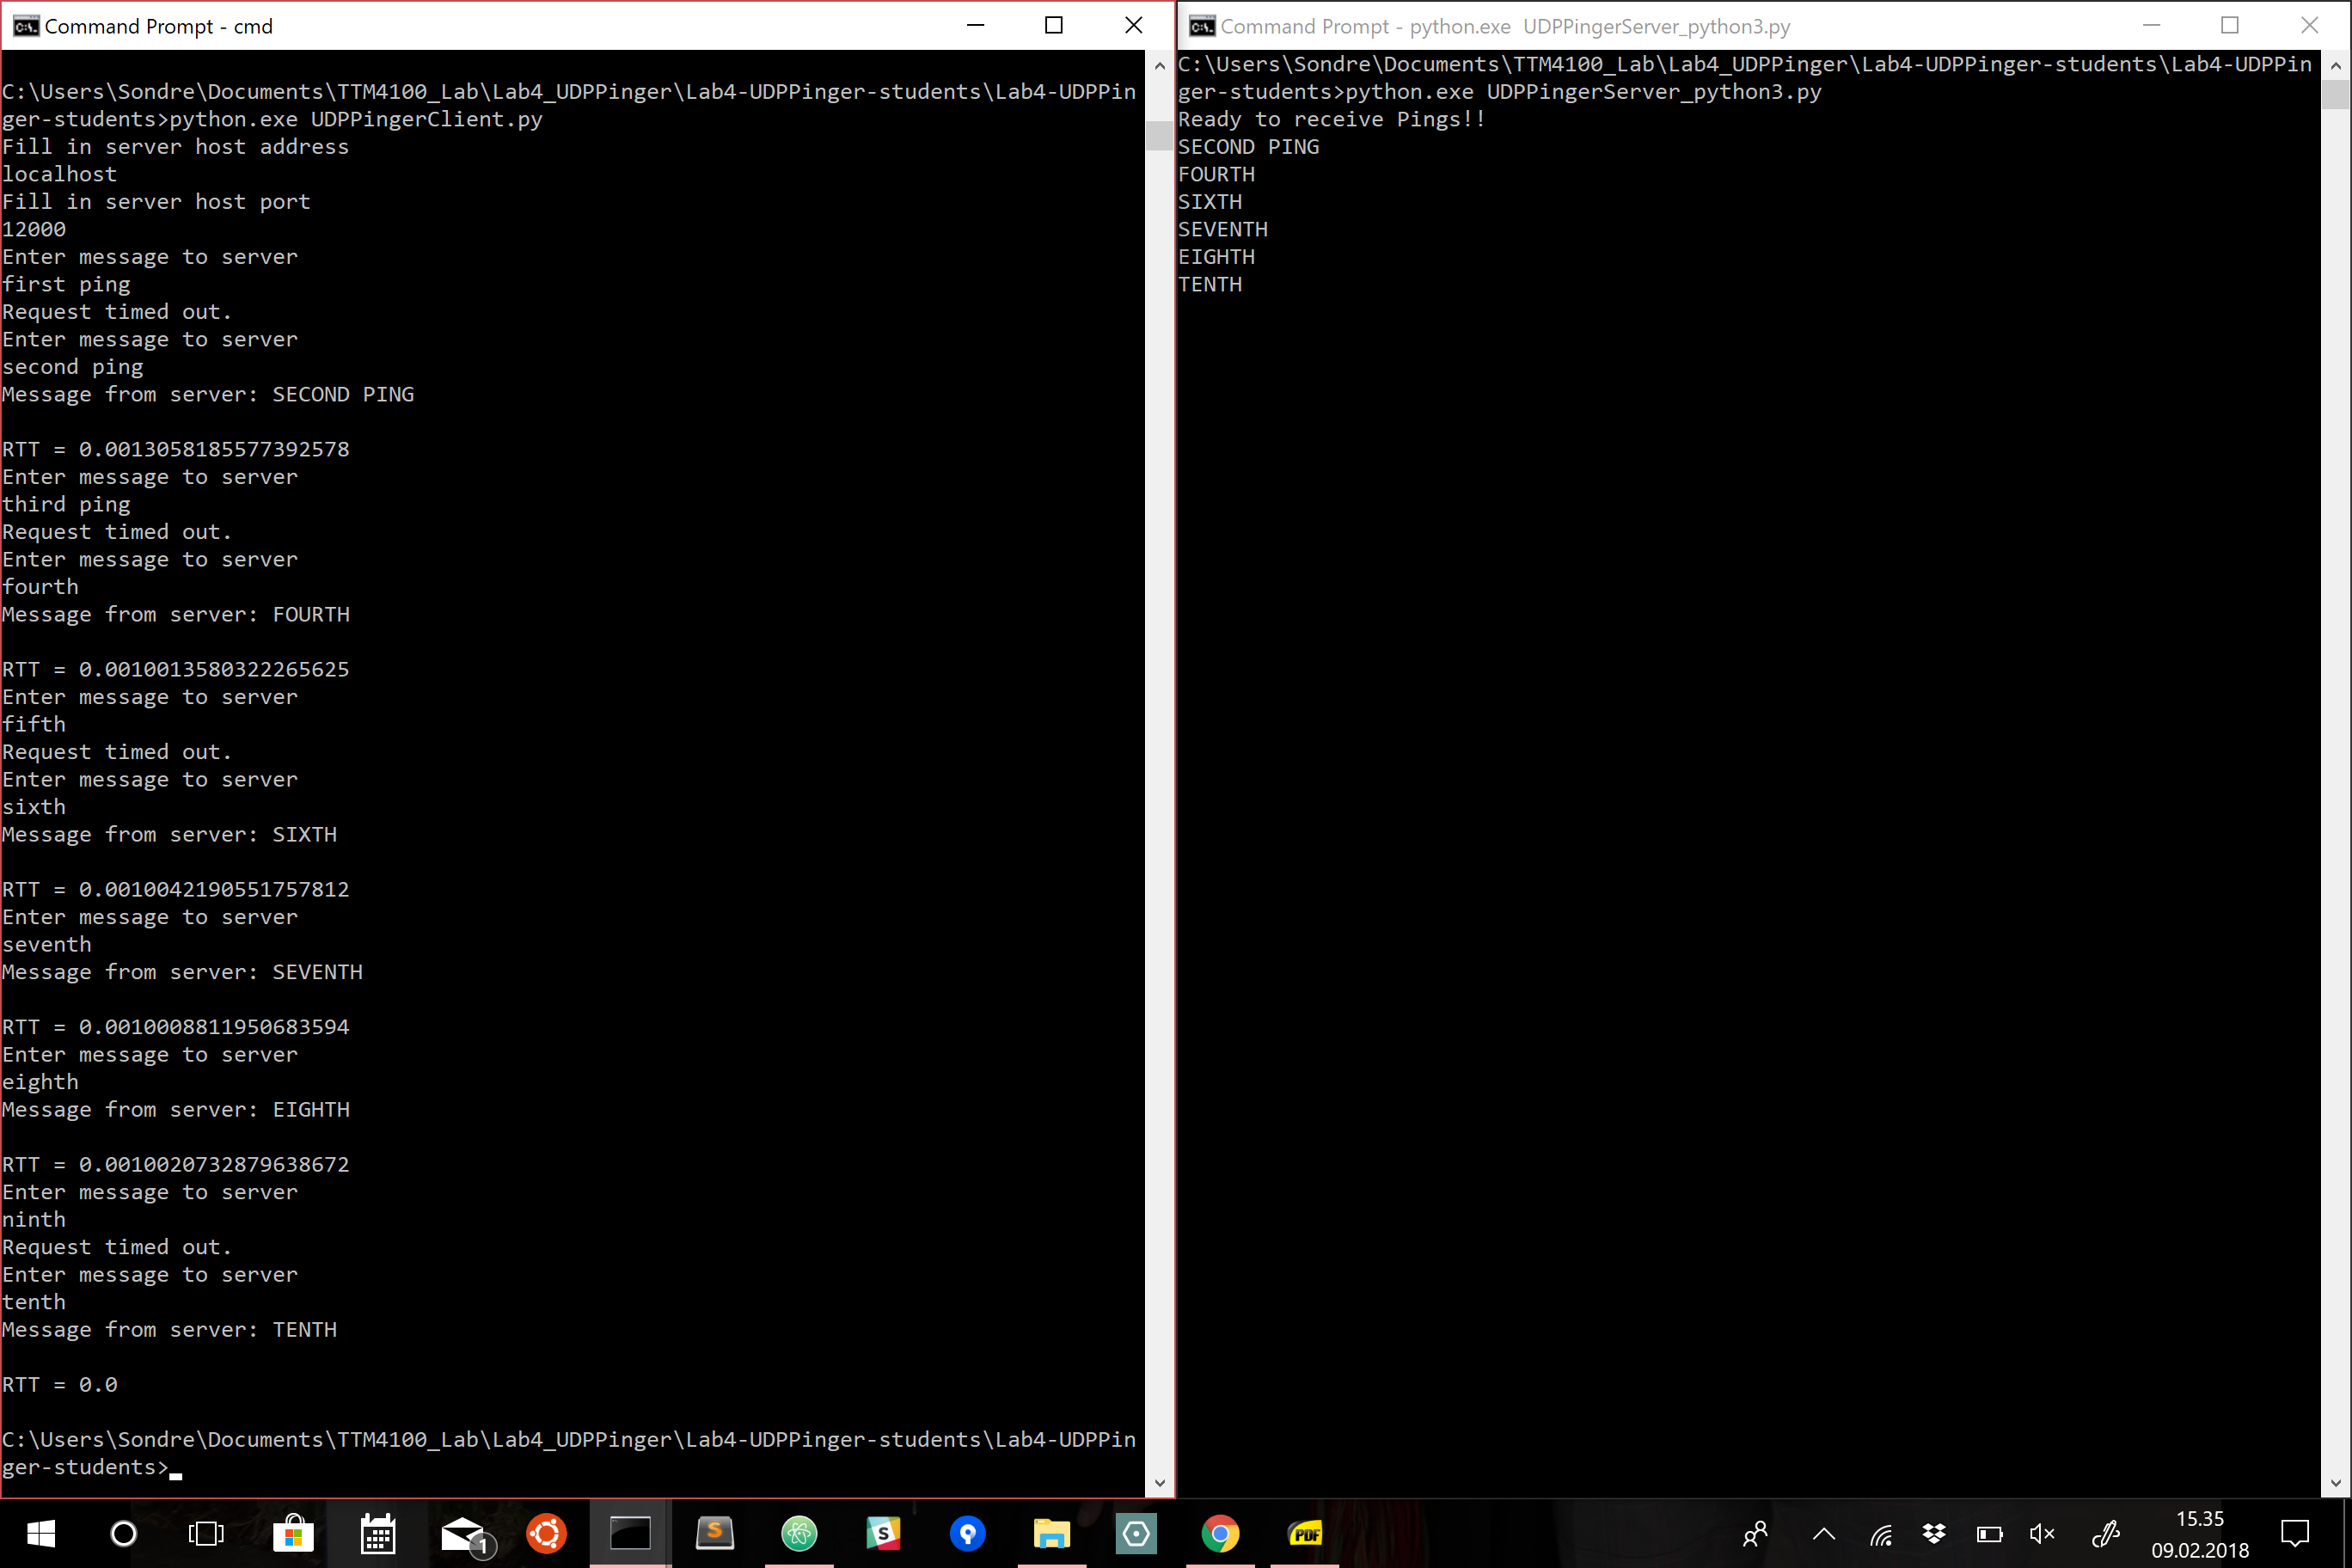 Command Prompt - cmd
C:\Users\Sondre\Documents\TTM4100_Lab\Lab4_UDPPinger\Lab4-UDPPinger-students\Lab4-UDPPin
ger-students>python.exe UDPPingerClient.py
Fill in server host address
localhost
Fill in server host port
12000
Enter message to server
first ping
Request timed out.
Enter message to server
second ping
Message from server: SECOND PING
RTT = 0.0013058185577392578
Enter message to server
third ping
Request timed out.
Enter message to server
fourth
Message from server: FOURTH
RTT = 0.0010013580322265625
Enter message to server
fifth
Request timed out.
Enter message to server
sixth
Message from server: SIXTH
RTT = 0.0010042190551757812
Enter message to server
seventh
Message from server: SEVENTH
RTT = 0.0010008811950683594
Enter message to server
eighth
Message from server: EIGHTH
RTT = 0.0010020732879638672
Enter message to server
ninth
Request timed out.
Enter message to server
tenth
Message from server: TENTH
RTT = 0.0
C:\Users\Sondre\Documents\TTM4100_Lab\Lab4_UDPPinger\Lab4-UDPPinger-students\Lab4-UDPPin
ger-students>
Command Prompt - python.exe  UDPPingerServer_python3.py
C:\Users\Sondre\Documents\TTM4100_Lab\Lab4_UDPPinger\Lab4-UDPPinger-students\Lab4-UDPPin
ger-students>python.exe UDPPingerServer_python3.py
Ready to receive Pings!!
SECOND PING
FOURTH
SIXTH
SEVENTH
EIGHTH
TENTH
1
S
S
PDF
15.35
09.02.2018